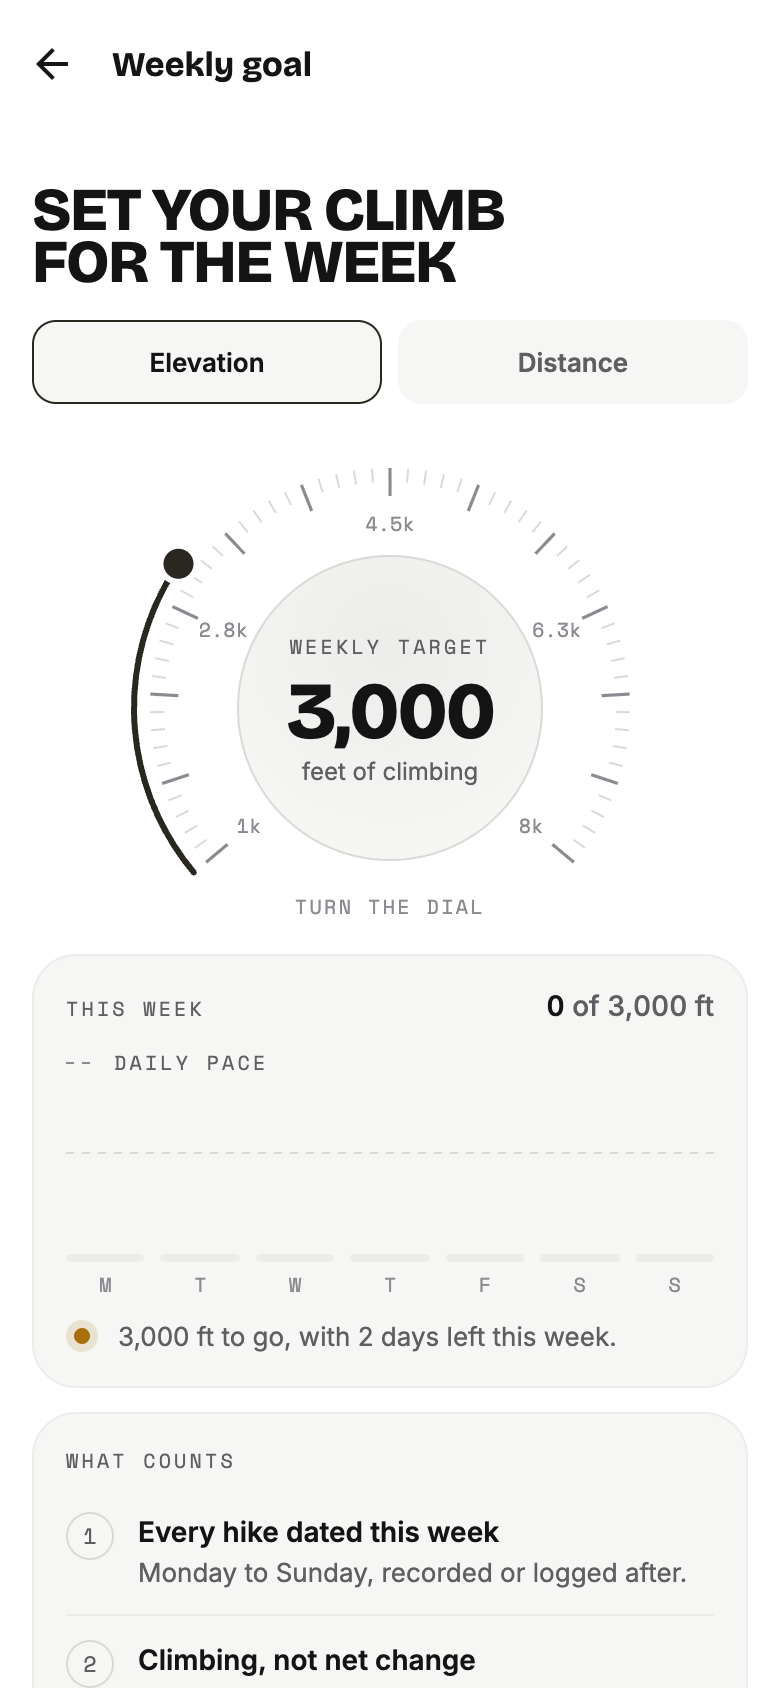 Weekly goal
SET YOUR CLIMB
FOR THE WEEK
Elevation
Distance
4.5k
2.8k
6.3k
WEEKLY TARGET
3,000
feet of climbing
1k
8k
TURN THE DIAL
THIS WEEK
0 of 3,000 ft
-- DAILY PACE
M T W T F S S
3,000 ft to go, with 2 days left this week.
WHAT COUNTS
1
Every hike dated this week
Monday to Sunday, recorded or logged after.
2
Climbing, not net change